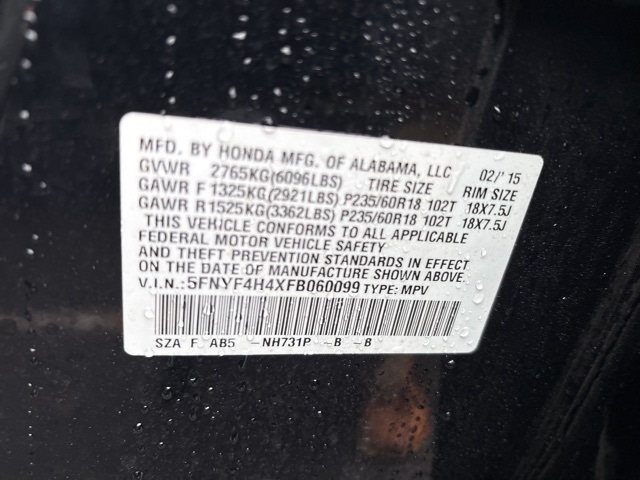 MFD. BY HONDA MFG. OF ALABAMA, LLC 02/'15
GVWR 2765KG(6096LBS) TIRE SIZE RIM SIZE
GAWR F 1325KG(2921LBS) P235/60R18 102T 18X7.5J
GAWR R 1525KG(3362LBS) P235/60R18 102T 18X7.5J
THIS VEHICLE CONFORMS TO ALL APPLICABLE
FEDERAL MOTOR VEHICLE SAFETY
AND THEFT PREVENTION STANDARDS IN EFFECT
ON THE DATE OF MANUFACTURE SHOWN ABOVE.
V.I.N.: 5FNYF4H4XFB060099 TYPE: MPV
SZA F AB5 -NH731P -B -B